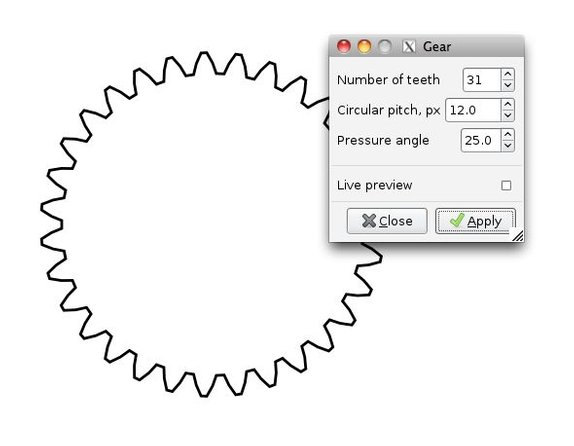 Gear
Number of teeth 31
Circular pitch, px 12.0
Pressure angle 25.0
Live preview
Close Apply